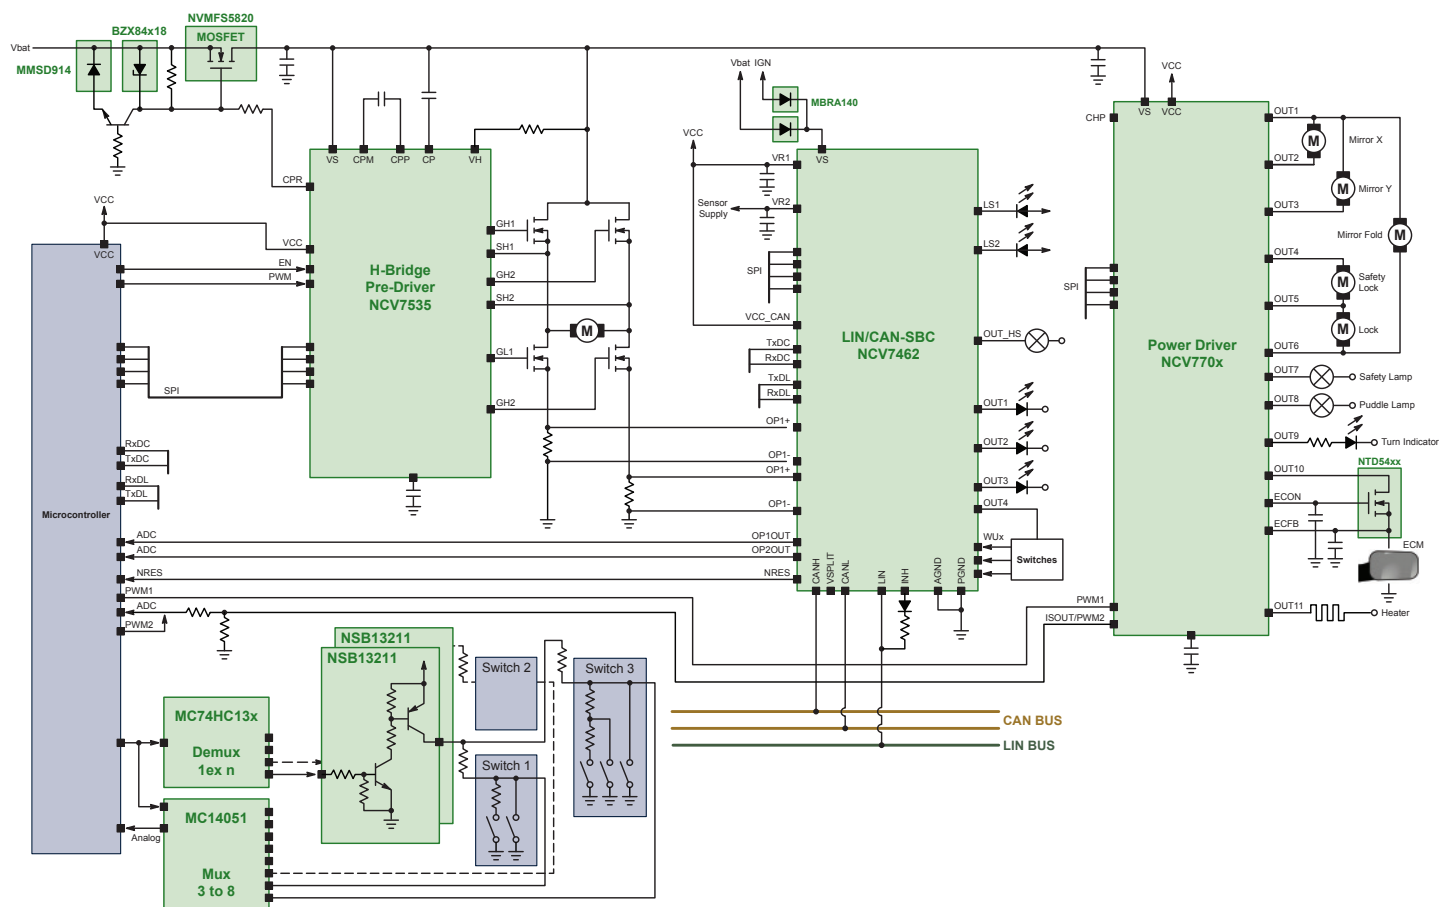 NVMFS5820
BZX84x18
MOSFET
Vbat
MMSD914
Vbat IGN
MBRA140
VCC
VS
VCC
CHP
VS
CPM
CPP
CP
VH
CPR
VCC
VCC
VCC
EN
PWM
H-Bridge
Pre-Driver
NCV7535
GH1
SH1
GH2
SH2
M
GL1
GH2
SPI
RxDC
TxDC
RxDL
TxDL
Microcontroller
ADC
ADC
NRES
PWM1
ADC
PWM2
VCC
VS
VR1
VR2
Sensor
Supply
SPI
VCC_CAN
TxDC
RxDC
TxDL
RxDL
OP1+
OP1-
OP1+
OP1-
OP1OUT
OP2OUT
NRES
LIN/CAN-SBC
NCV7462
LS1
LS2
OUT_HS
OUT1
OUT2
OUT3
OUT4
WUx
Switches
CANH
VSPLIT
CANL
LIN
INH
AGND
PGND
SPI
Power Driver
NCV770x
PWM1
ISOUT/PWM2
OUT1
M
Mirror X
OUT2
M
Mirror Y
OUT3
Mirror Fold
M
OUT4
M
Safety
Lock
OUT5
M
Lock
OUT6
OUT7
Safety Lamp
OUT8
Puddle Lamp
OUT9
Turn Indicator
NTD54xx
OUT10
ECON
ECFB
ECM
OUT11
Heater
NSB13211
NSB13211
Switch 2
Switch 3
Switch 1
MC74HC13x
Demux
1ex n
MC14051
Analog
Mux
3 to 8
CAN BUS
LIN BUS